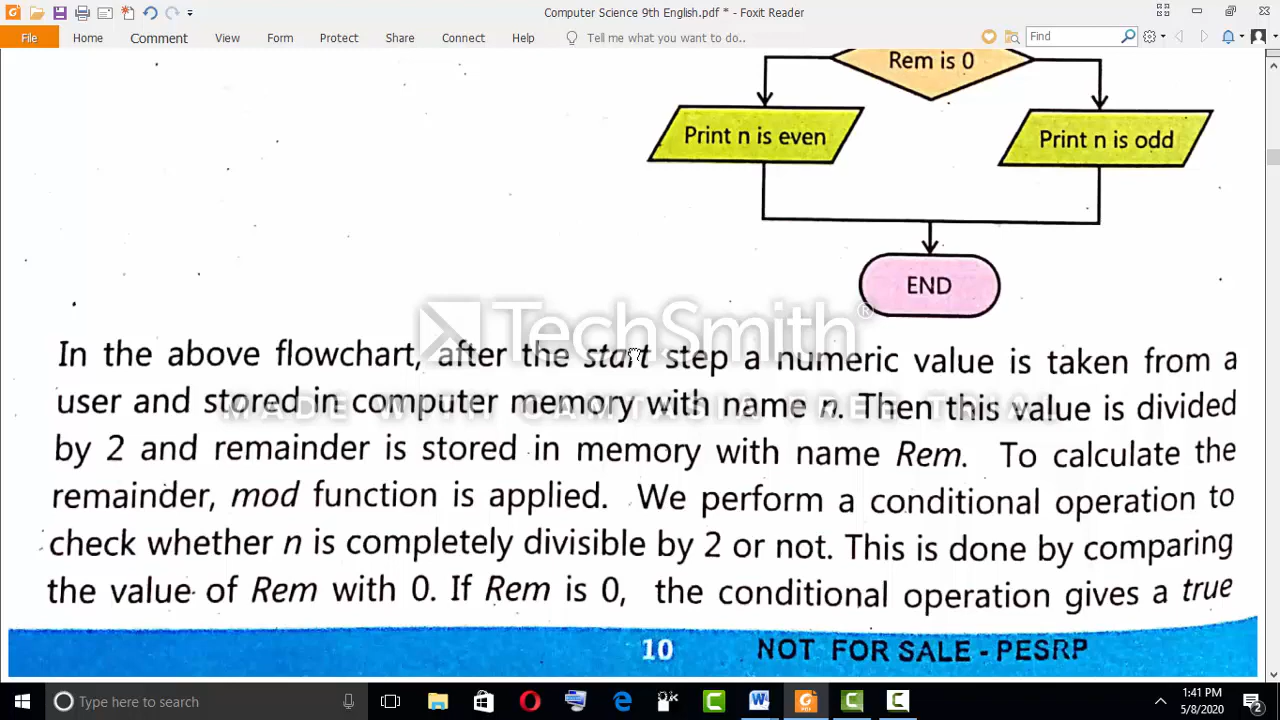 Computer Science 9th English.pdf * - Foxit Reader
File Home Comment View Form Protect Share Connect Help Tell me what you want to do.. Find
Rem is 0
Print n is even
Print n is odd
END
TechSmith®
MADE WITH CAMTASIA FREE TRIAL
In the above flowchart, after the start step a numeric value is taken from a
user and stored in computer memory with name n. Then this value is divided
by 2 and remainder is stored in memory with name Rem. To calculate the
remainder, mod function is applied. We perform a conditional operation to
check whether n is completely divisible by 2 or not. This is done by comparing
the value of Rem with 0. If Rem is 0, the conditional operation gives a true
10 NOT FOR SALE - PESRP
Type here to search
1:41 PM
5/8/2020
2